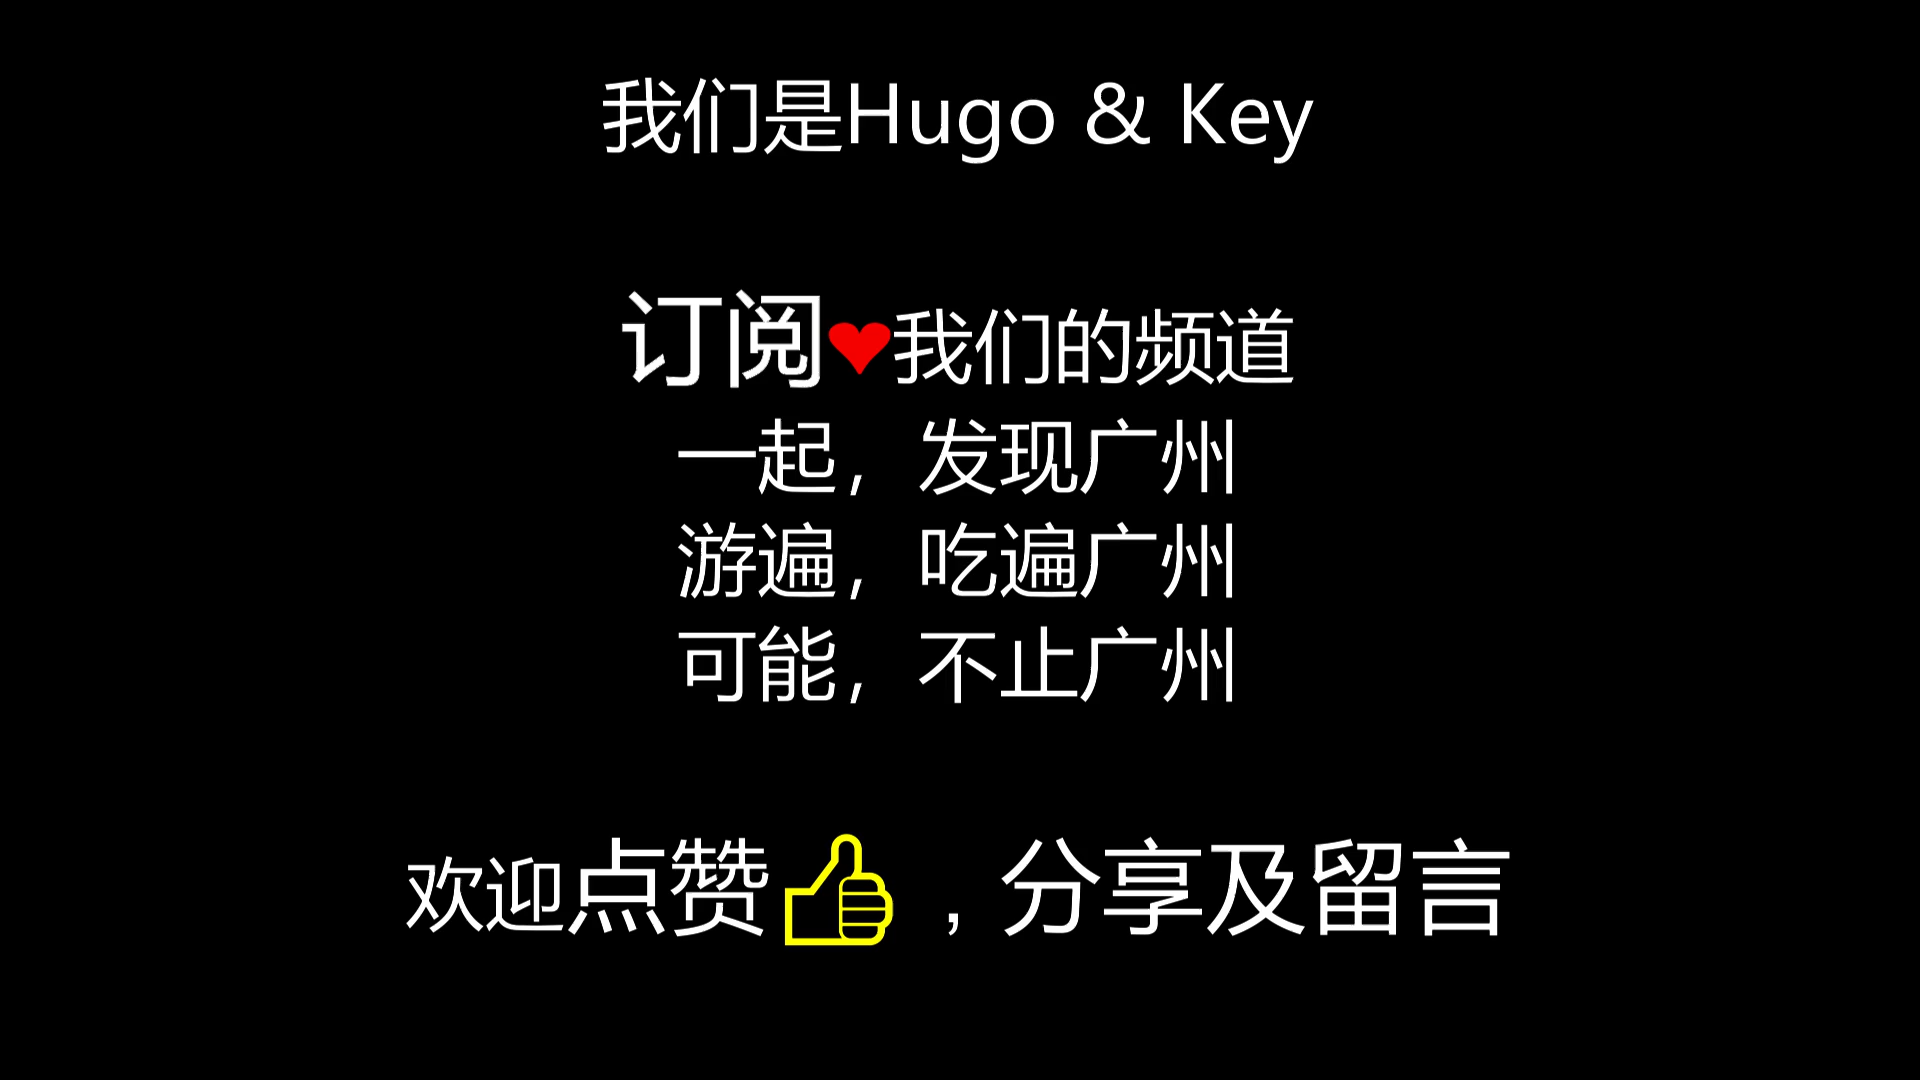 我们是Hugo & Key
订阅❤我们的频道
一起，发现广州
游遍，吃遍广州
可能，不止广州
欢迎点赞👍，分享及留言